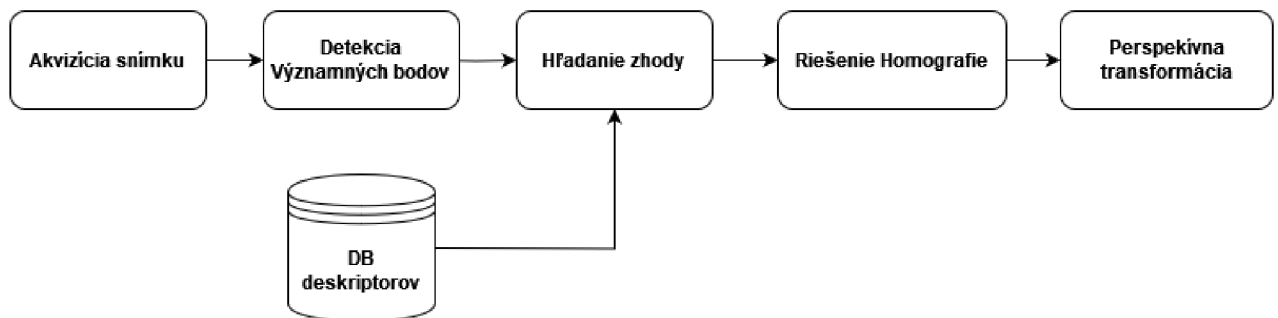 Akvizícia snímku
Detekcia
Významných bodov
Hľadanie zhody
Riešenie Homografie
Perspekívna
transformácia
DB
deskriptorov